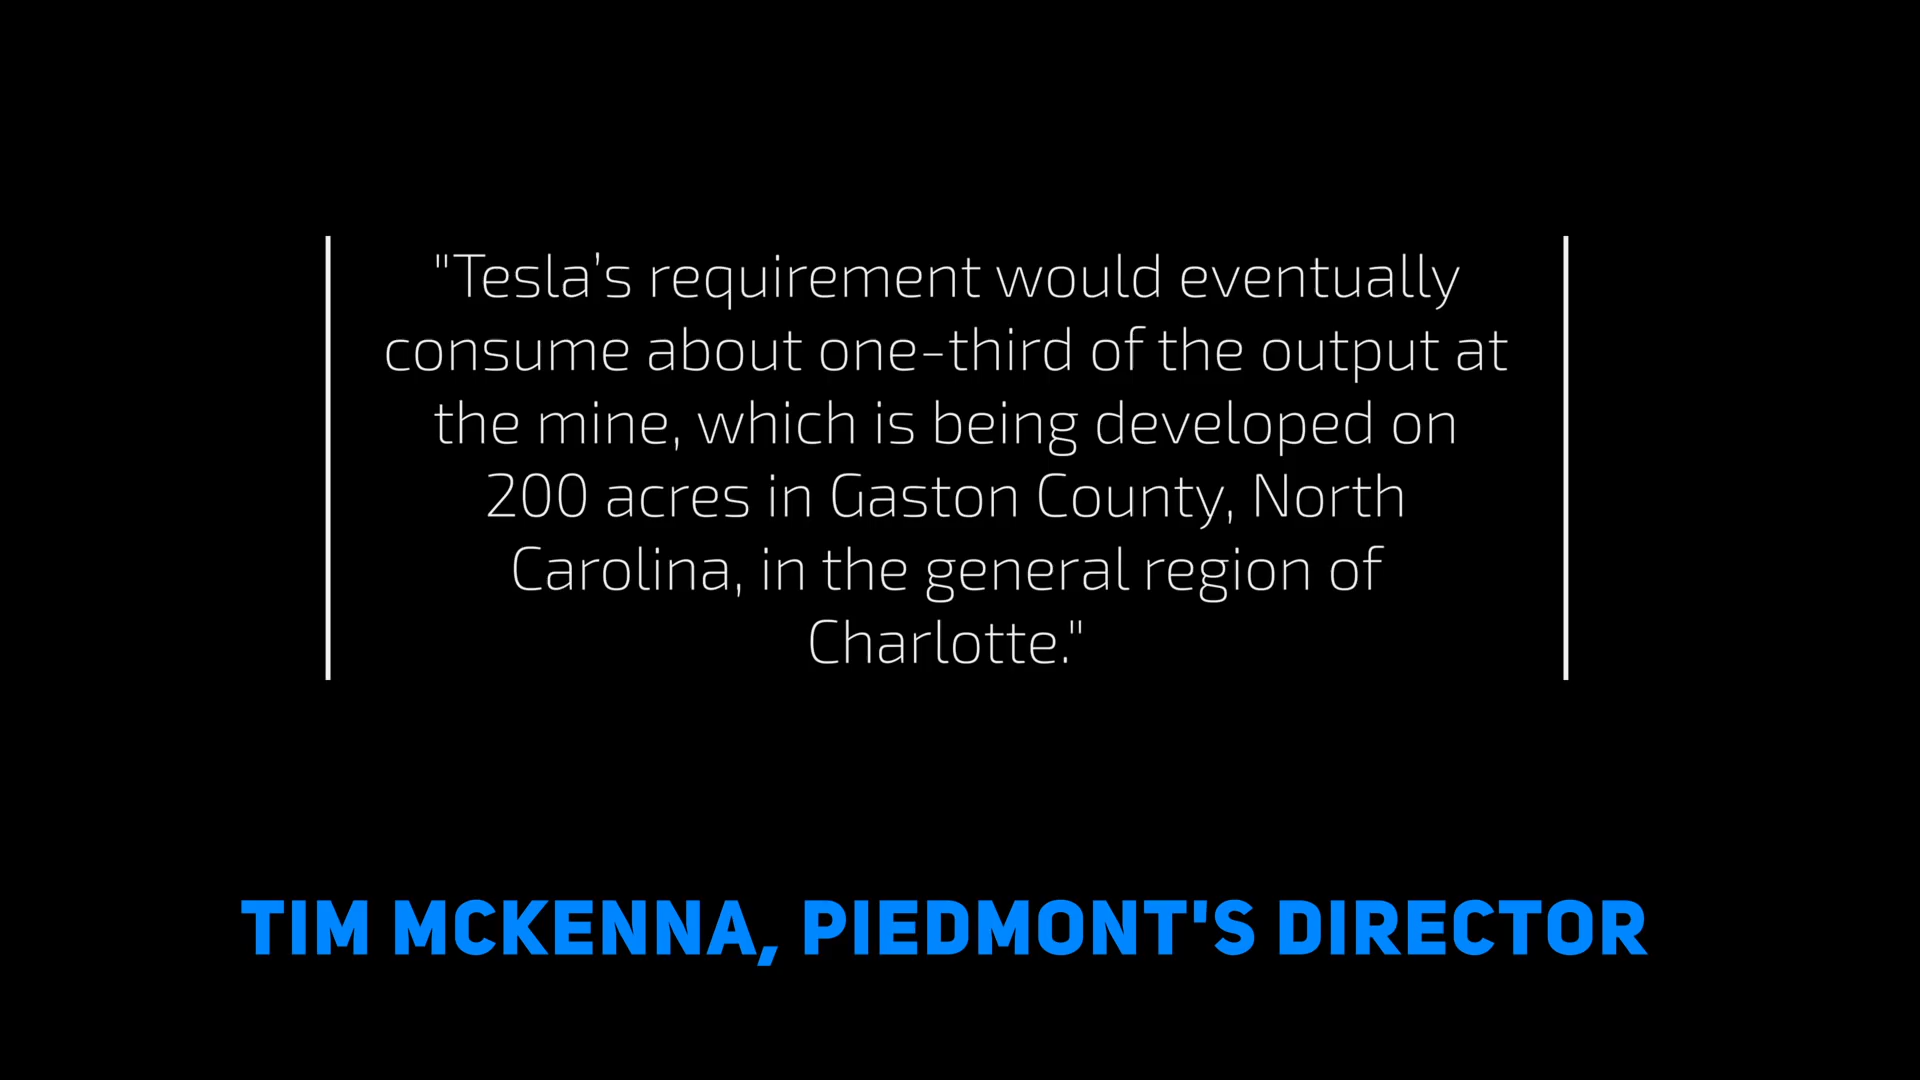 "Tesla’s requirement would eventually
consume about one-third of the output at
the mine, which is being developed on
200 acres in Gaston County, North
Carolina, in the general region of
Charlotte."
TIM MCKENNA, PIEDMONT'S DIRECTOR